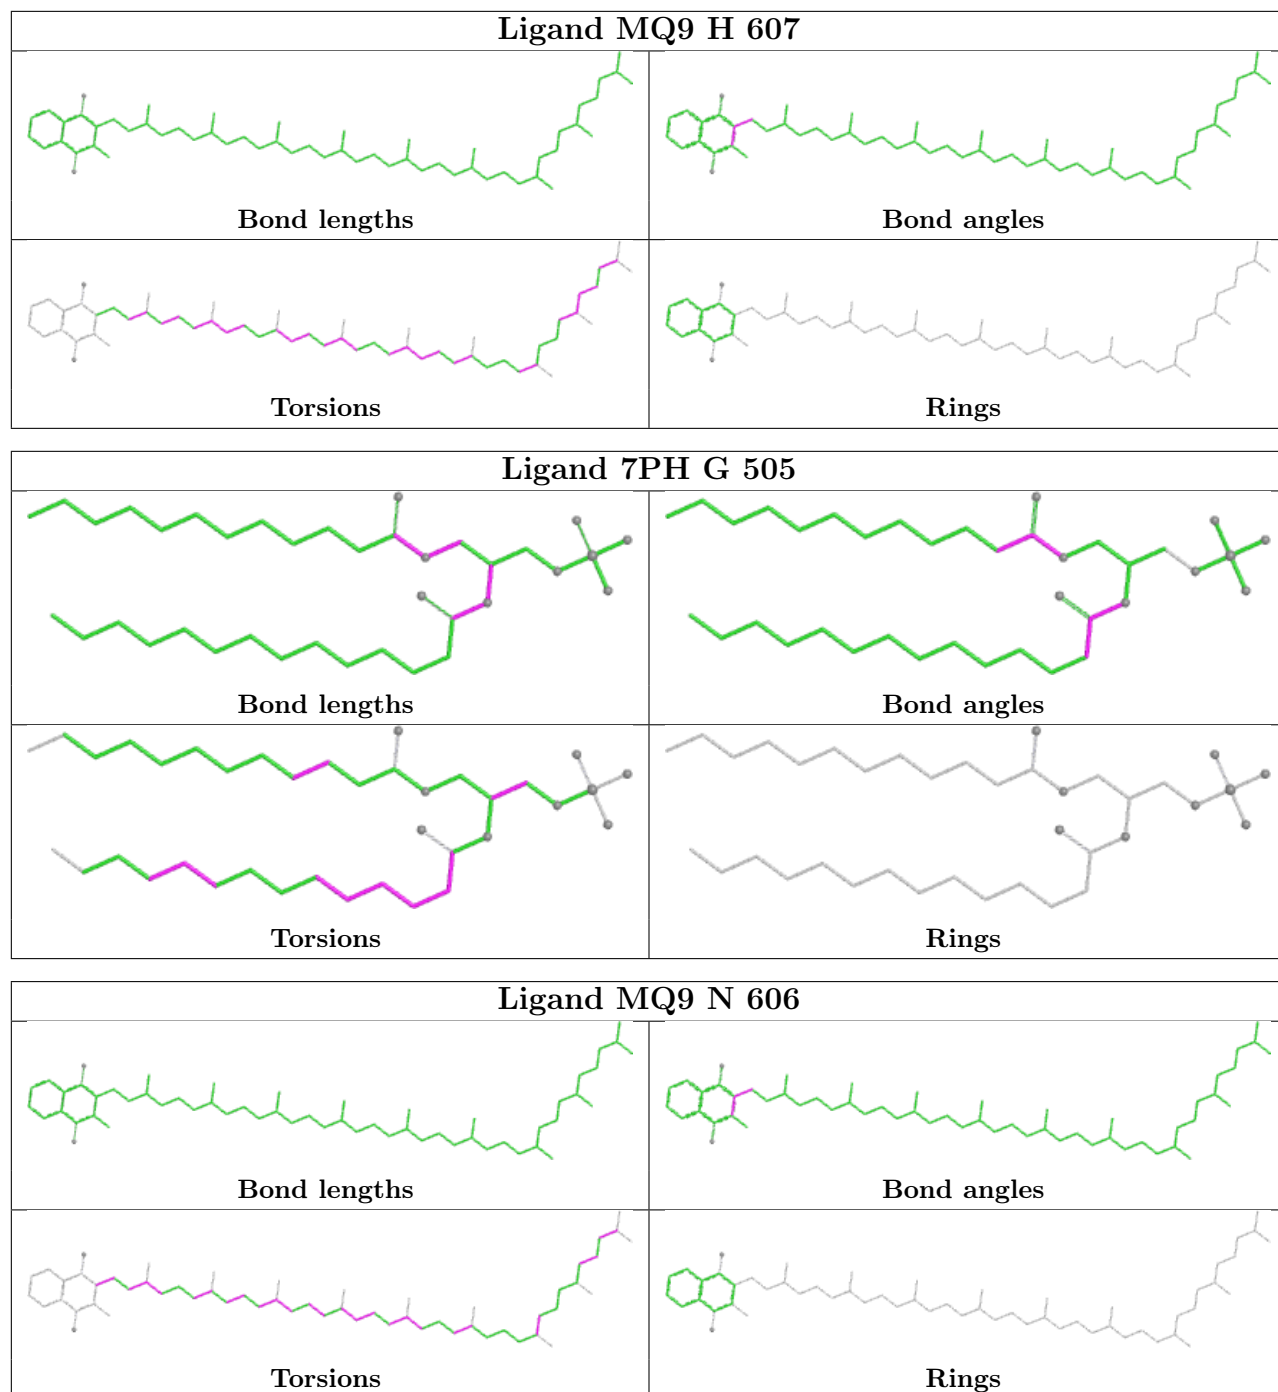 Ligand MQ9 H 607
Bond lengths
Bond angles
Torsions
Rings
Ligand 7PH G 505
Bond lengths
Bond angles
Torsions
Rings
Ligand MQ9 N 606
Bond lengths
Bond angles
Torsions
Rings